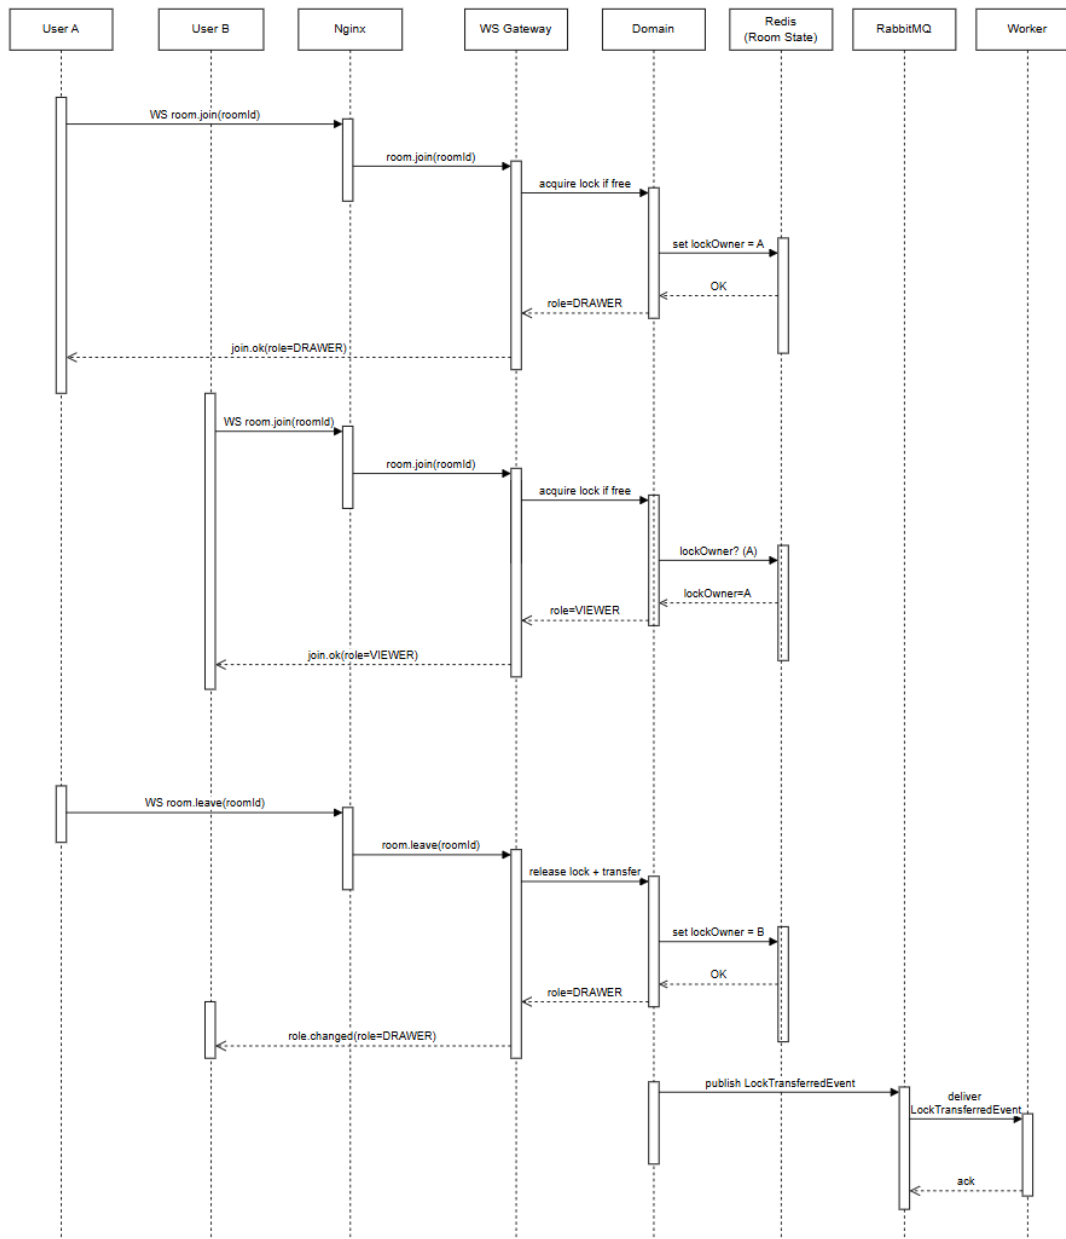 User A
User B
Nginx
WS Gateway
Domain
Redis
(Room State)
RabbitMQ
Worker
WS room.join(roomId)
room.join(roomId)
acquire lock if free
set lockOwner = A
OK
role=DRAWER
join.ok(role=DRAWER)
WS room.join(roomId)
room.join(roomId)
acquire lock if free
lockOwner? (A)
lockOwner=A
role=VIEWER
join.ok(role=VIEWER)
WS room.leave(roomId)
room.leave(roomId)
release lock + transfer
set lockOwner = B
OK
role=DRAWER
role.changed(role=DRAWER)
publish LockTransferredEvent
deliver
LockTransferredEvent
ack